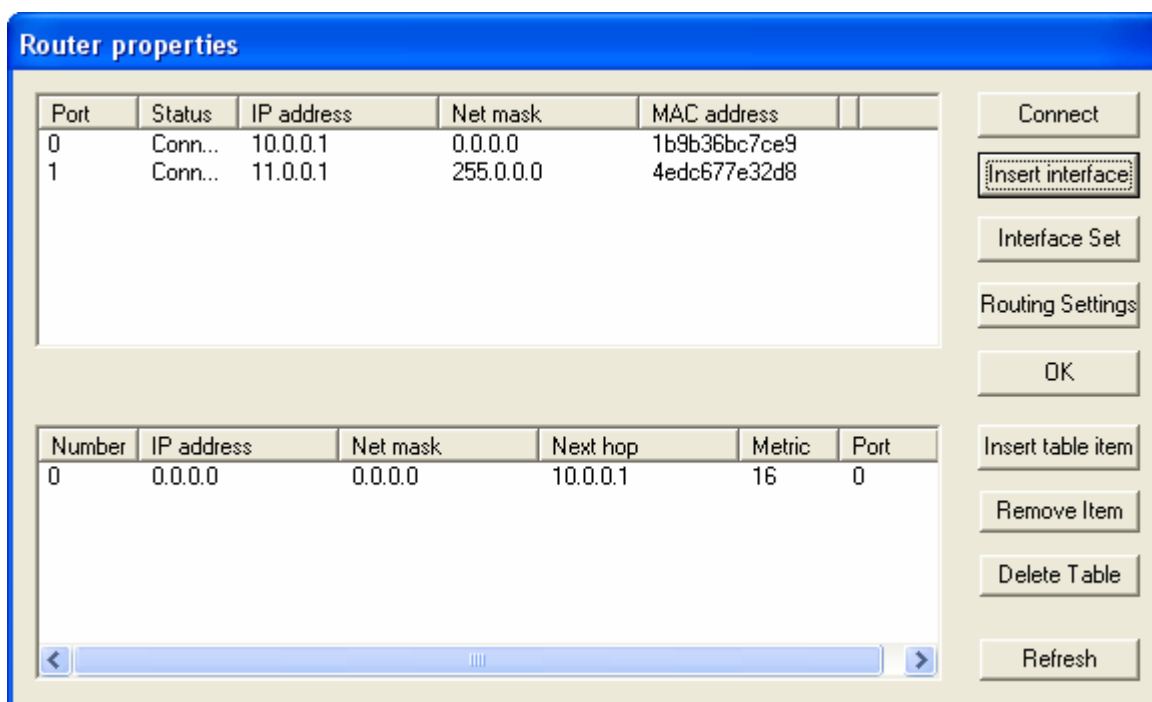 Router properties
Port Status IP address Net mask MAC address
0 Conn... 10.0.0.1 0.0.0.0 1b9b36bc7ce9
1 Conn... 11.0.0.1 255.0.0.0 4edc677e32d8
Connect
Insert interface
Interface Set
Routing Settings
OK
Number IP address Net mask Next hop Metric Port
0 0.0.0.0 0.0.0.0 10.0.0.1 16 0
Insert table item
Remove Item
Delete Table
Refresh